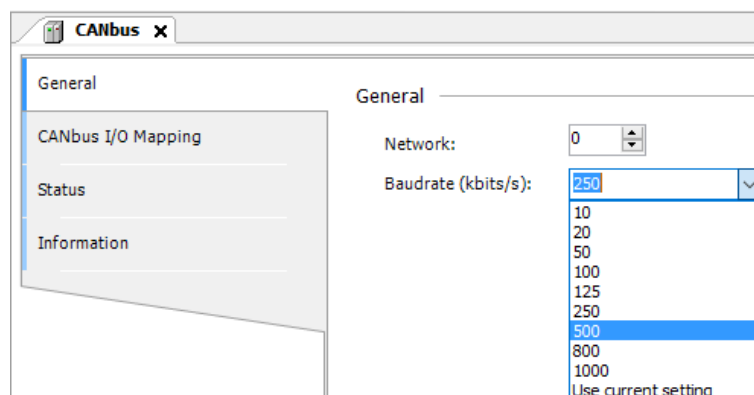 CANbus
General
CANbus I/O Mapping
Status
Information
General
Network: 0
Baudrate (kbits/s): 250
10
20
50
100
125
250
500
800
1000
Use current setting